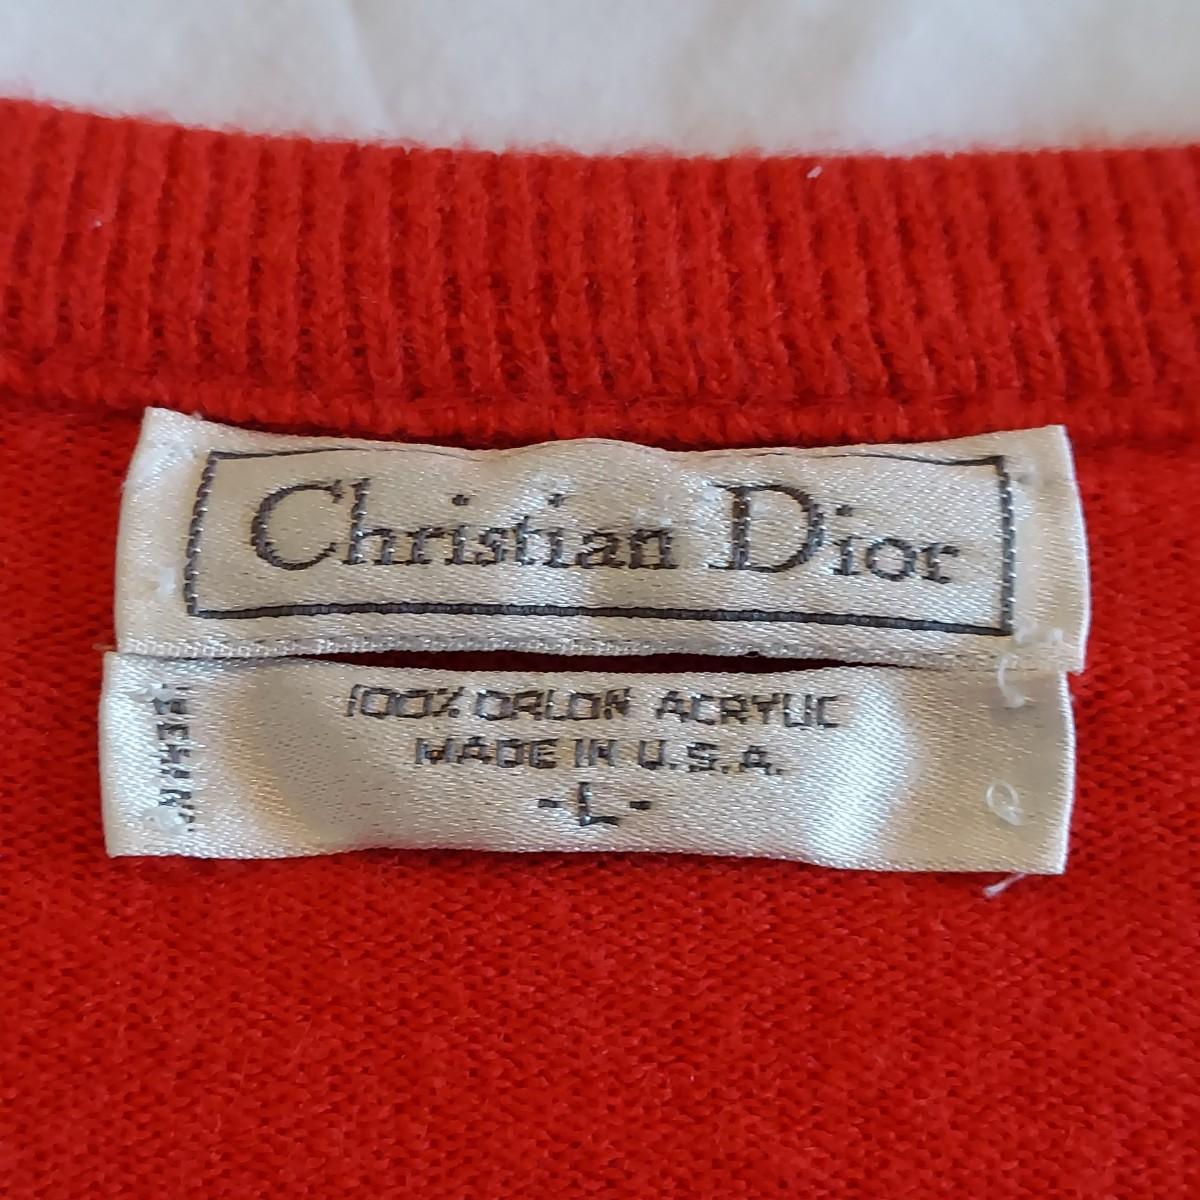 Christian Dior
100% ORLON ACRYLIC
MADE IN U.S.A.
-L-